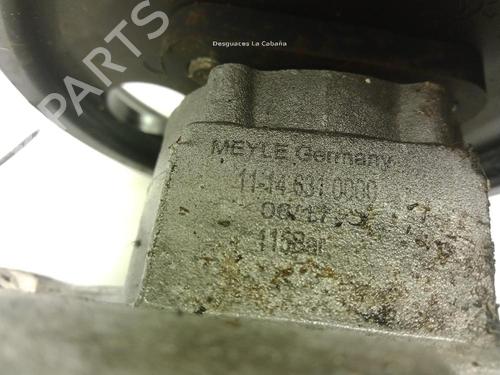 Desguaces La Cabaña
B-PARTS
MEYLE Germany
11-14 631 0000
115Bar